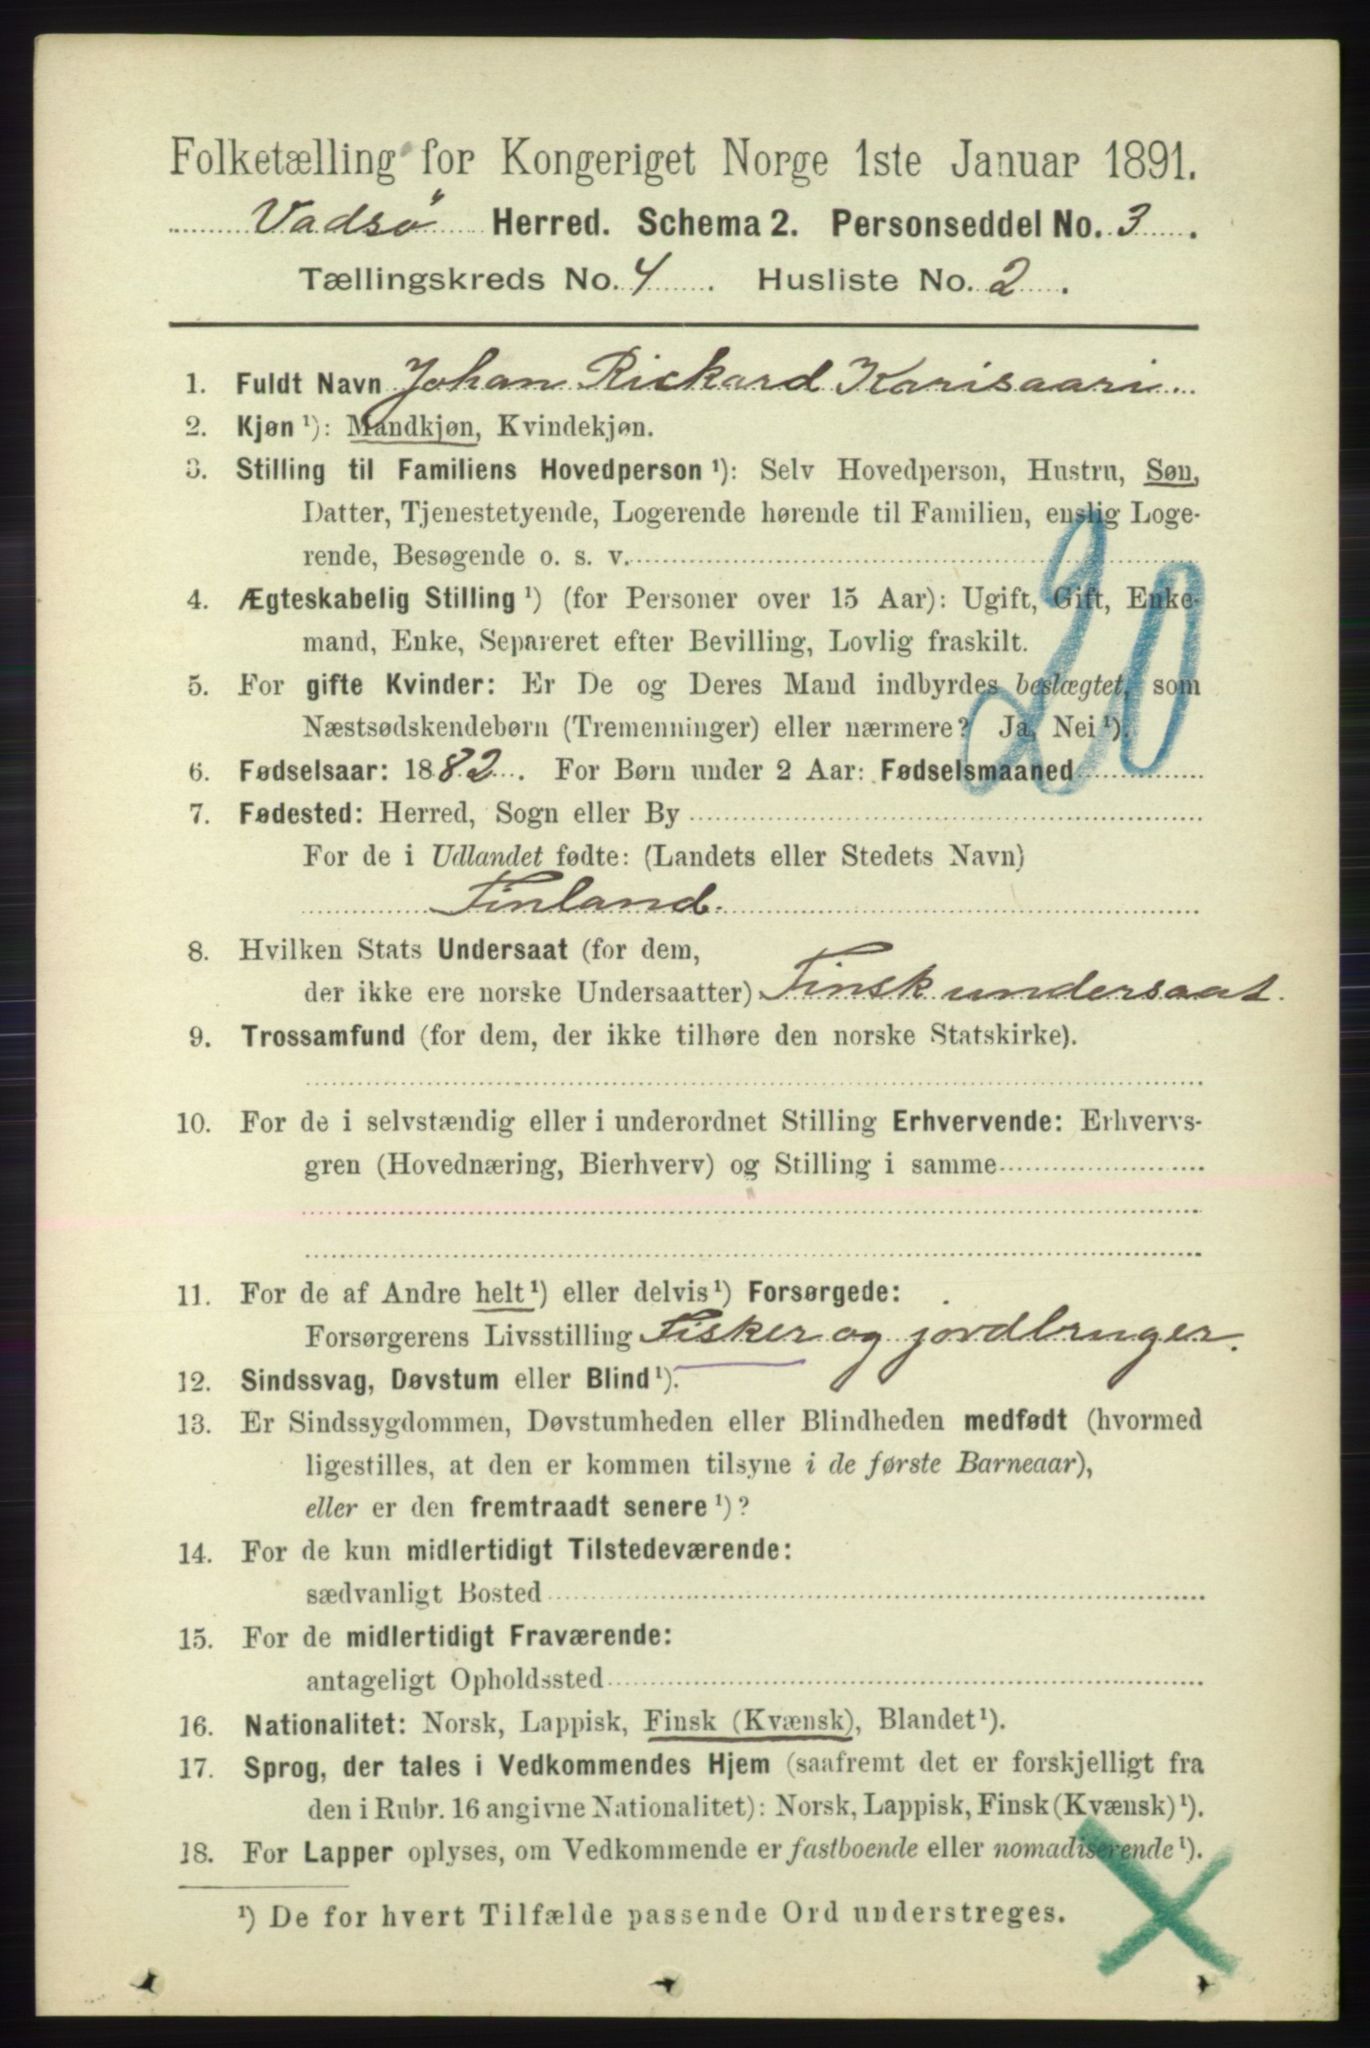 Folketælling for Kongeriget Norge 1ste Januar 1891.
Vadsø Herred. Schema 2. Personseddel No. 3.
Tællingskreds No. 4. Husliste No. 2.
1. Fuldt Navn Johan Rickard Karisaari
2. Kjøn ¹): Mandkjøn, Kvindekjøn.
3. Stilling til Familiens Hovedperson ¹): Selv Hovedperson, Hustru, Søn,
Datter, Tjenestetyende, Logerende hørende til Familien, enslig Loge-
rende, Besøgende o. s. v.
20
4. Ægteskabelig Stilling ¹) (for Personer over 15 Aar): Ugift, Gift, Enke-
mand, Enke, Separeret efter Bevilling, Lovlig fraskilt.
5. For gifte Kvinder: Er De og Deres Mand indbyrdes beslægtet, som
Næstsødskendebørn (Tremenninger) eller nærmere? Ja, Nei ¹).
6. Fødselsaar: 1882. For Børn under 2 Aar: Fødselsmaaned
7. Fødested: Herred, Sogn eller By
For de i Udlandet fødte: (Landets eller Stedets Navn)
Finland.
8. Hvilken Stats Undersaat (for dem,
der ikke ere norske Undersaatter) Finsk undersaat.
9. Trossamfund (for dem, der ikke tilhøre den norske Statskirke).
10. For de i selvstændig eller i underordnet Stilling Erhvervende: Erhvervs-
gren (Hovednæring, Bierhverv) og Stilling i samme
11. For de af Andre helt ¹) eller delvis ¹) Forsørgede:
Forsørgerens Livsstilling Fisker og jordbruger.
12. Sindssvag, Døvstum eller Blind ¹).
13. Er Sindssygdommen, Døvstumheden eller Blindheden medfødt (hvormed
ligestilles, at den er kommen tilsyne i de første Barneaar),
eller er den fremtraadt senere ¹)?
14. For de kun midlertidigt Tilstedeværende:
sædvanligt Bosted
15. For de midlertidigt Fraværende:
antageligt Opholdssted
16. Nationalitet: Norsk, Lappisk, Finsk (Kvænsk), Blandet ¹).
17. Sprog, der tales i Vedkommendes Hjem (saafremt det er forskjelligt fra
den i Rubr. 16 angivne Nationalitet): Norsk, Lappisk, Finsk (Kvænsk) ¹).
18. For Lapper oplyses, om Vedkommende er fastboende eller nomadiserende ¹).
¹) De for hvert Tilfælde passende Ord understreges.